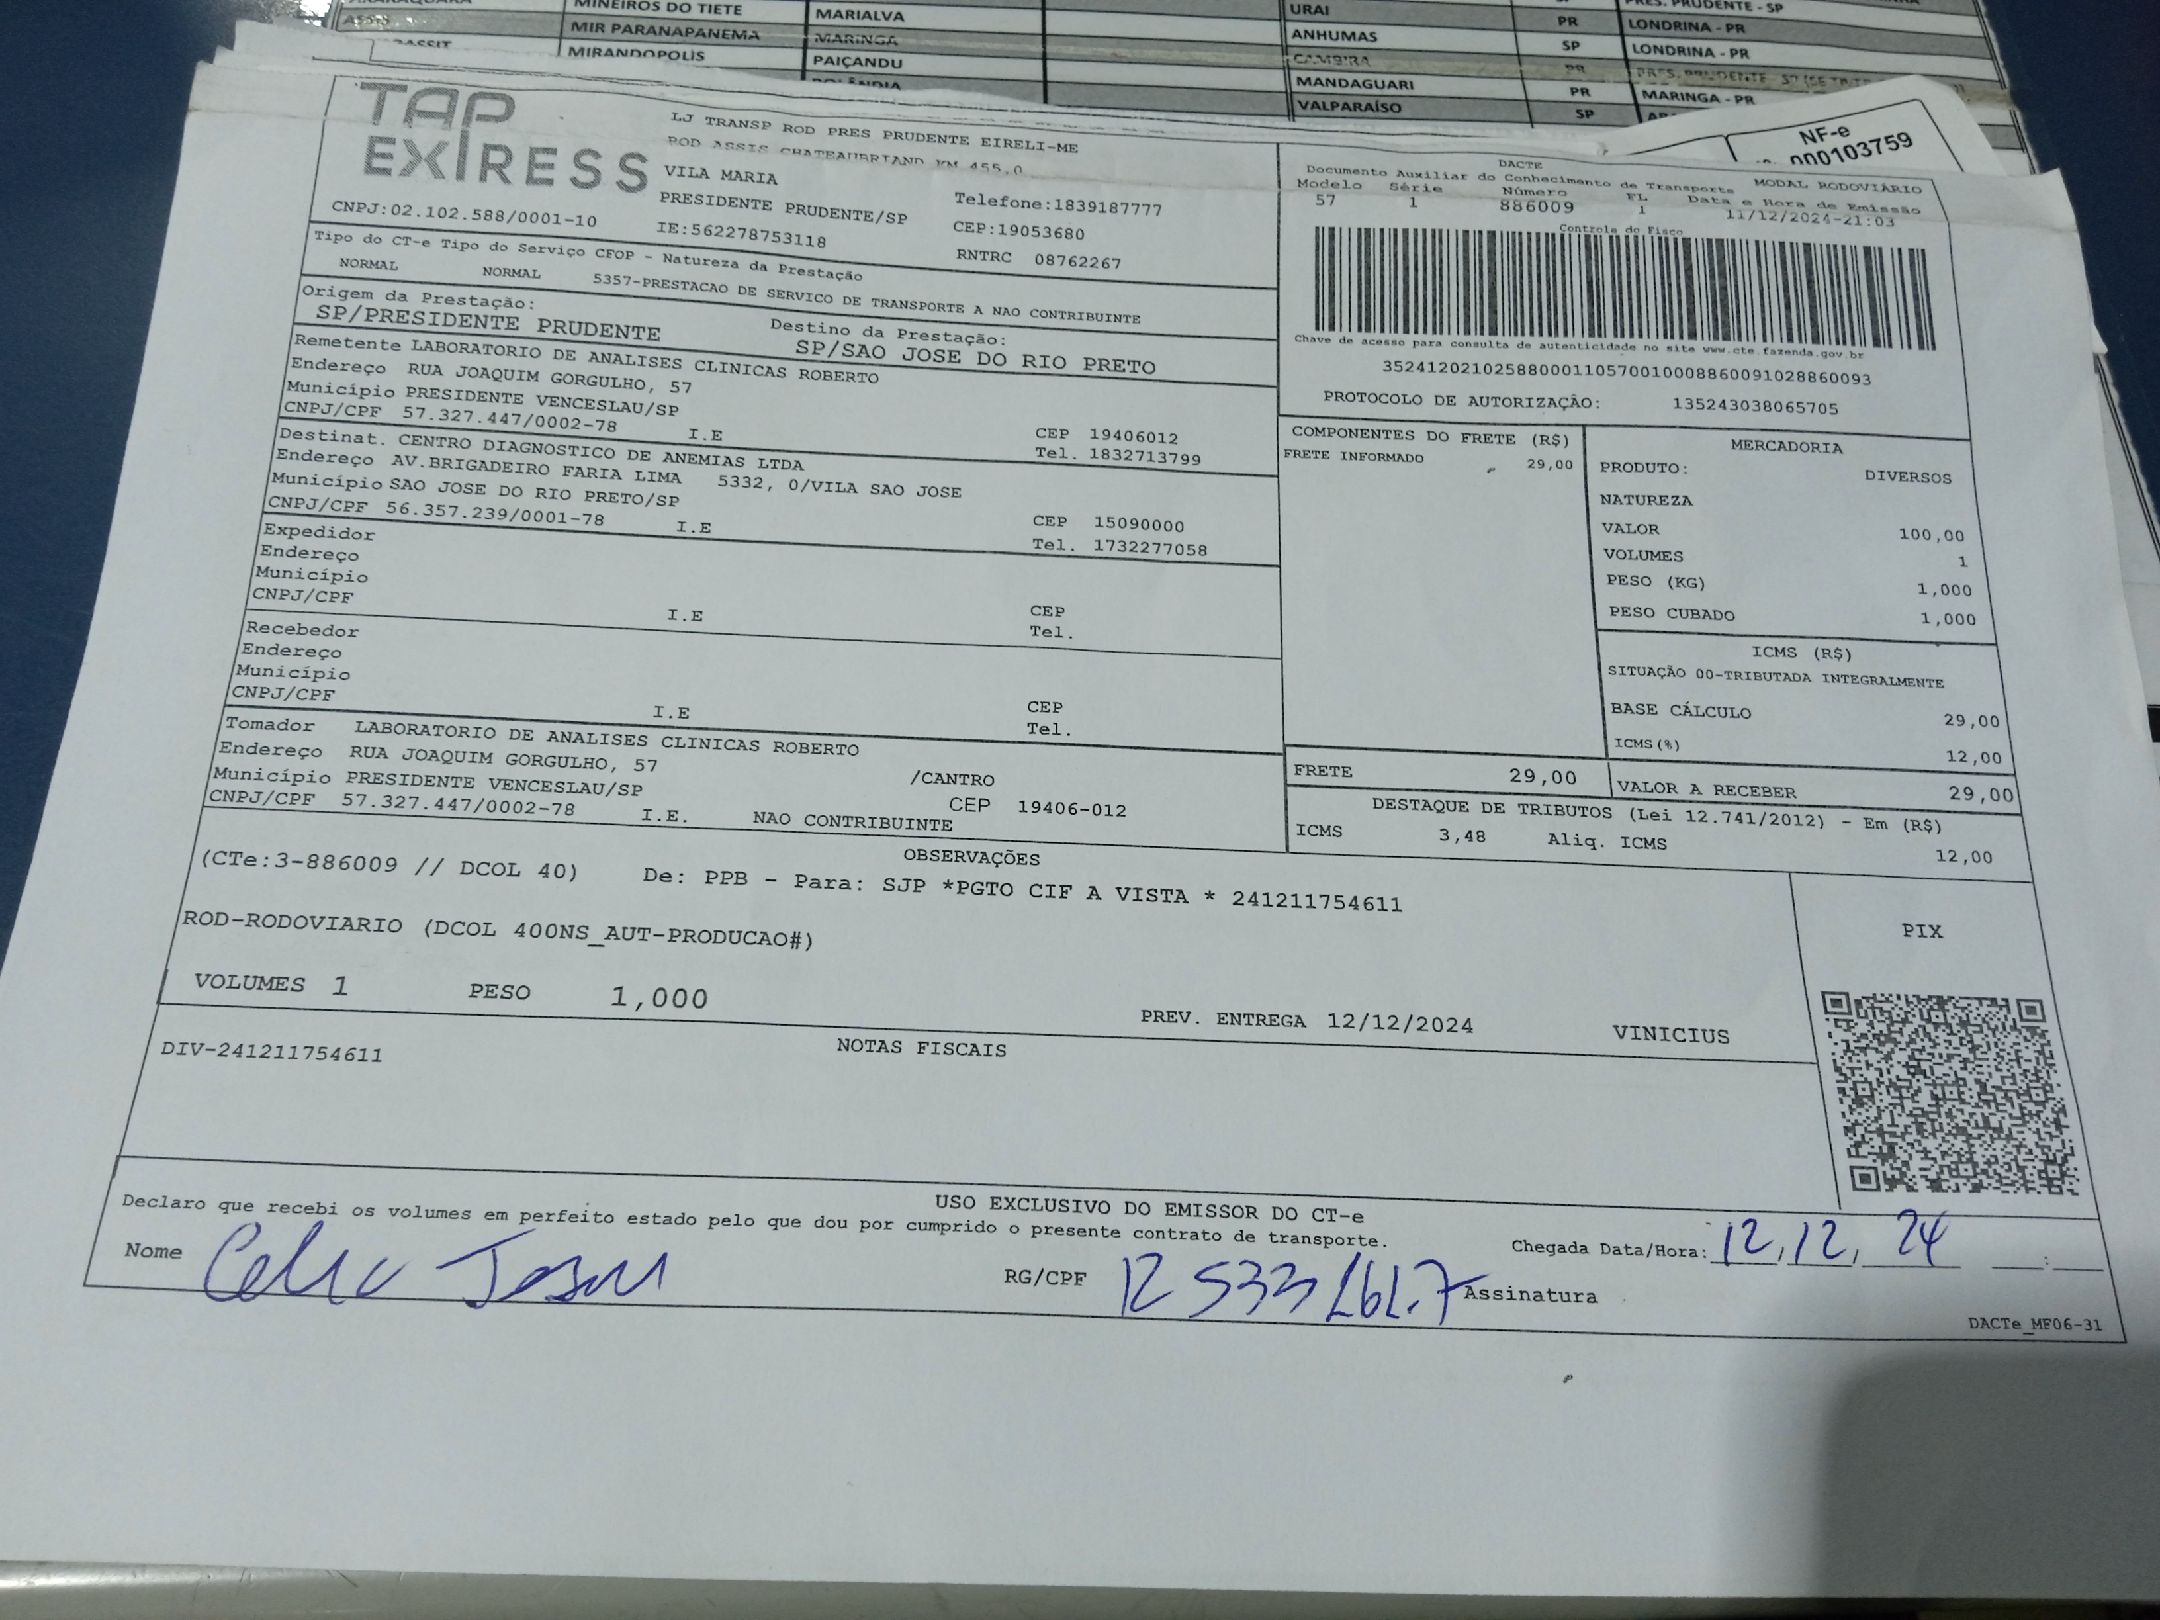 MINEIROS DO TIETE
MARIALVA
URAI
PR
LONDRINA - PR
ASSIS
MIR PARANAPANEMA
MARINGA
ANHUMAS
SP
LONDRINA - PR
MIRANDOPOLIS
PAIÇANDU
CAMBIRA
PR
MANDAGUARI
PR
MARINGA - PR
VALPARAÍSO
SP
NF-e
000103759
TAP EXPRESS
LJ TRANSP ROD PRES PRUDENTE EIRELI-ME
ROD ASSIS CHATEAUBRIAND KM 455,0
VILA MARIA
PRESIDENTE PRUDENTE/SP
Telefone:1839187777
CNPJ:02.102.588/0001-10
IE:562278753118
CEP:19053680
RNTRC 08762267
DACTE
Documento Auxiliar do Conhecimento de Transporte MODAL RODOVIÁRIO
Modelo Série Número FL Data e Hora de Emissão
57 1 886009 1 11/12/2024-21:03
Controle do Fisco
Chave de acesso para consulta de autenticidade no site www.cte.fazenda.gov.br
35241202102588000110570010008860091028860093
PROTOCOLO DE AUTORIZAÇÃO: 135243038065705
Tipo do CT-e Tipo do Serviço CFOP - Natureza da Prestação
NORMAL NORMAL 5357-PRESTACAO DE SERVICO DE TRANSPORTE A NAO CONTRIBUINTE
Origem da Prestação:
SP/PRESIDENTE PRUDENTE
Destino da Prestação:
SP/SAO JOSE DO RIO PRETO
Remetente LABORATORIO DE ANALISES CLINICAS ROBERTO
Endereço RUA JOAQUIM GORGULHO, 57
Município PRESIDENTE VENCESLAU/SP
CEP 19406012
CNPJ/CPF 57.327.447/0002-78 I.E
Tel. 1832713799
Destinat. CENTRO DIAGNOSTICO DE ANEMIAS LTDA
Endereço AV.BRIGADEIRO FARIA LIMA 5332, 0/VILA SAO JOSE
Município SAO JOSE DO RIO PRETO/SP
CEP 15090000
CNPJ/CPF 56.357.239/0001-78 I.E
Tel. 1732277058
Expedidor
Endereço
Município
CEP
CNPJ/CPF I.E
Tel.
Recebedor
Endereço
Município
CEP
CNPJ/CPF I.E
Tel.
Tomador LABORATORIO DE ANALISES CLINICAS ROBERTO
Endereço RUA JOAQUIM GORGULHO, 57 /CANTRO
Município PRESIDENTE VENCESLAU/SP CEP 19406-012
CNPJ/CPF 57.327.447/0002-78 I.E. NAO CONTRIBUINTE
COMPONENTES DO FRETE (R$)
FRETE INFORMADO 29,00
MERCADORIA
PRODUTO: DIVERSOS
NATUREZA
VALOR 100,00
VOLUMES 1
PESO (KG) 1,000
PESO CUBADO 1,000
ICMS (R$)
SITUAÇÃO 00-TRIBUTADA INTEGRALMENTE
BASE CÁLCULO 29,00
ICMS(%) 12,00
FRETE 29,00 VALOR A RECEBER 29,00
DESTAQUE DE TRIBUTOS (Lei 12.741/2012) - Em (R$)
ICMS 3,48 Aliq. ICMS 12,00
OBSERVAÇÕES
(CTe:3-886009 // DCOL 40) De: PPB - Para: SJP *PGTO CIF A VISTA * 241211754611
ROD-RODOVIARIO (DCOL 400NS_AUT-PRODUCAO#)
VOLUMES 1 PESO 1,000
PREV. ENTREGA 12/12/2024 VINICIUS
PIX
NOTAS FISCAIS
DIV-241211754611
USO EXCLUSIVO DO EMISSOR DO CT-e
Declaro que recebi os volumes em perfeito estado pelo que dou por cumprido o presente contrato de transporte.
Chegada Data/Hora: 12,12, 24 :
Nome
RG/CPF
Assinatura
DACTe_MF06-31